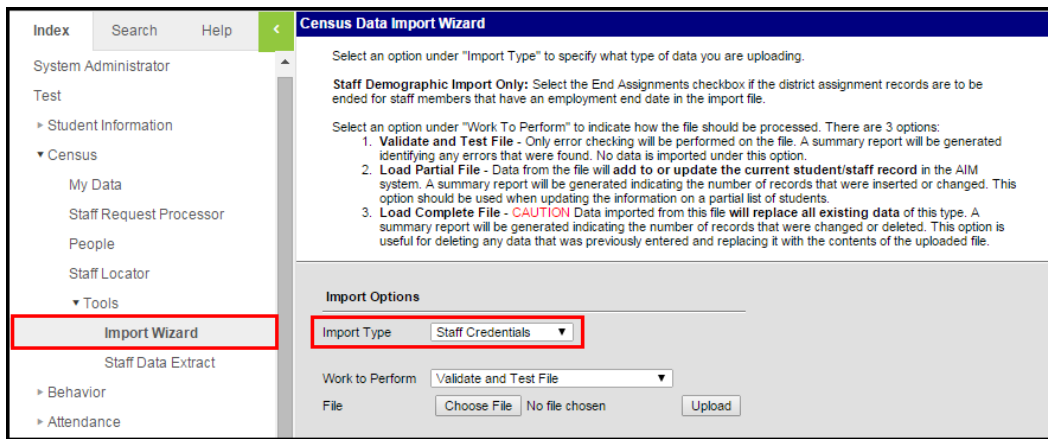 Index Search Help
System Administrator
Test
Student Information
Census
My Data
Staff Request Processor
People
Staff Locator
Tools
Import Wizard
Staff Data Extract
Behavior
Attendance
Census Data Import Wizard
Select an option under "Import Type" to specify what type of data you are uploading.
Staff Demographic Import Only: Select the End Assignments checkbox if the district assignment records are to be
ended for staff members that have an employment end date in the import file.
Select an option under "Work To Perform" to indicate how the file should be processed. There are 3 options:
1. Validate and Test File - Only error checking will be performed on the file. A summary report will be generated
identifying any errors that were found. No data is imported under this option.
2. Load Partial File - Data from the file will add to or update the current student/staff record in the AIM
system. A summary report will be generated indicating the number of records that were inserted or changed. This
option should be used when updating the information on a partial list of students.
3. Load Complete File - CAUTION Data imported from this file will replace all existing data of this type. A
summary report will be generated indicating the number of records that were changed or deleted. This option is
useful for deleting any data that was previously entered and replacing it with the contents of the uploaded file.
Import Options
Import Type Staff Credentials
Work to Perform Validate and Test File
File Choose File No file chosen Upload